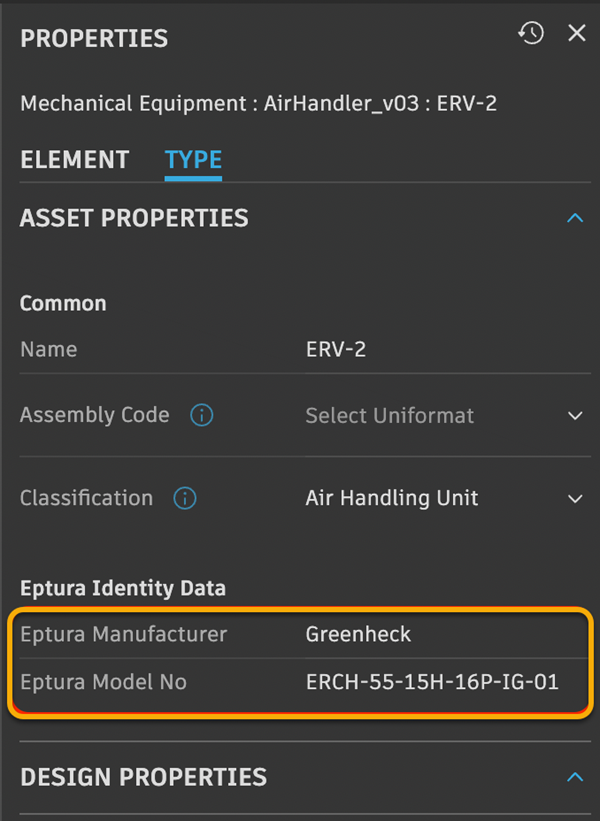 PROPERTIES
Mechanical Equipment : AirHandler_v03 : ERV-2
ELEMENT TYPE
ASSET PROPERTIES
Common
Name ERV-2
Assembly Code Select Uniformat
Classification Air Handling Unit
Eptura Identity Data
Eptura Manufacturer Greenheck
Eptura Model No ERCH-55-15H-16P-IG-01
DESIGN PROPERTIES